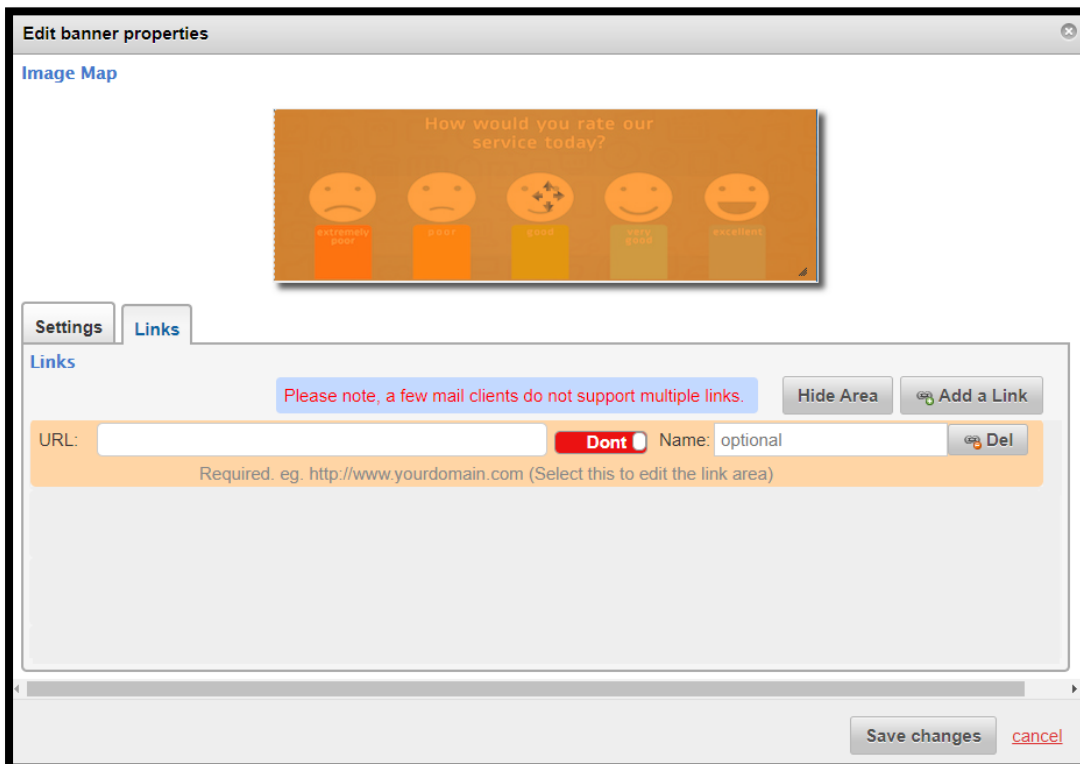 Edit banner properties
Image Map
How would you rate our
service today?
extremely
poor
poor
good
very
good
excellent
Settings
Links
Links
Please note, a few mail clients do not support multiple links.
Hide Area
Add a Link
URL:
Dont
Name:
optional
Del
Required. eg. http://www.yourdomain.com (Select this to edit the link area)
Save changes
cancel